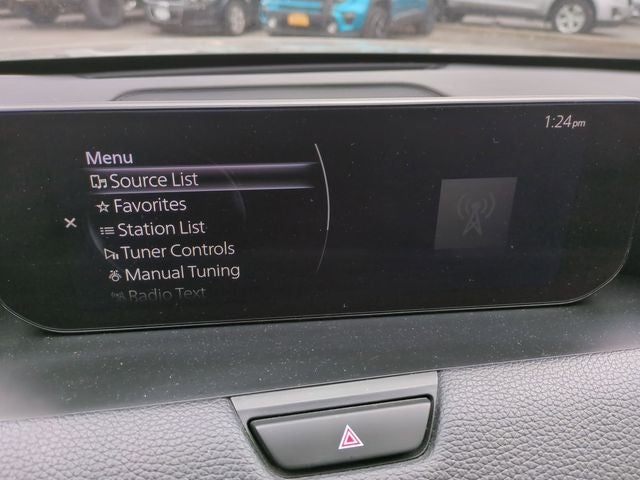 1:24pm
Menu
Source List
Favorites
Station List
Tuner Controls
Manual Tuning
Radio Text